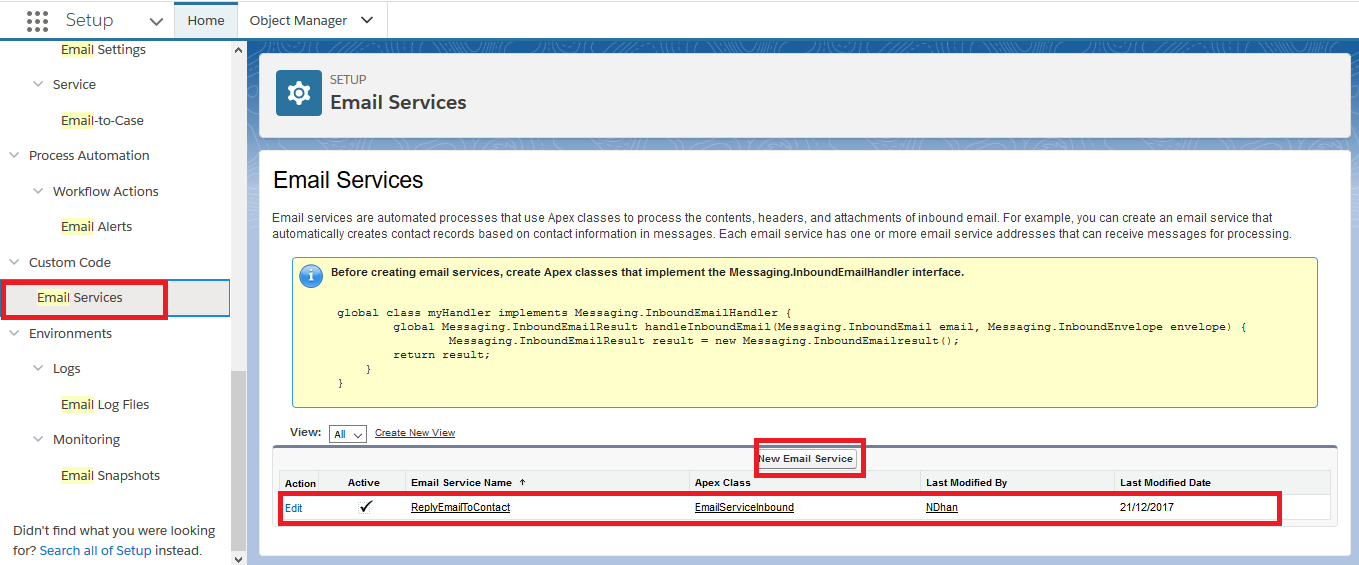 Setup
Home
Object Manager
Email Settings
Service
Email-to-Case
Process Automation
Workflow Actions
Email Alerts
Custom Code
Email Services
Environments
Logs
Email Log Files
Monitoring
Email Snapshots
Didn't find what you were looking
for? Search all of Setup instead.
SETUP
Email Services
Email Services
Email services are automated processes that use Apex classes to process the contents, headers, and attachments of inbound email. For example, you can create an email service that
automatically creates contact records based on contact information in messages. Each email service has one or more email service addresses that can receive messages for processing.
Before creating email services, create Apex classes that implement the Messaging.InboundEmailHandler interface.
global class myHandler implements Messaging.InboundEmailHandler {
global Messaging.InboundEmailResult handleInboundEmail(Messaging.InboundEmail email, Messaging.InboundEnvelope envelope) {
Messaging.InboundEmailResult result = new Messaging.InboundEmailresult();
return result;
}
}
View: All Create New View
New Email Service
Action Active Email Service Name ↑ Apex Class Last Modified By Last Modified Date
Edit ✓ ReplyEmailToContact EmailServiceInbound NDhan 21/12/2017